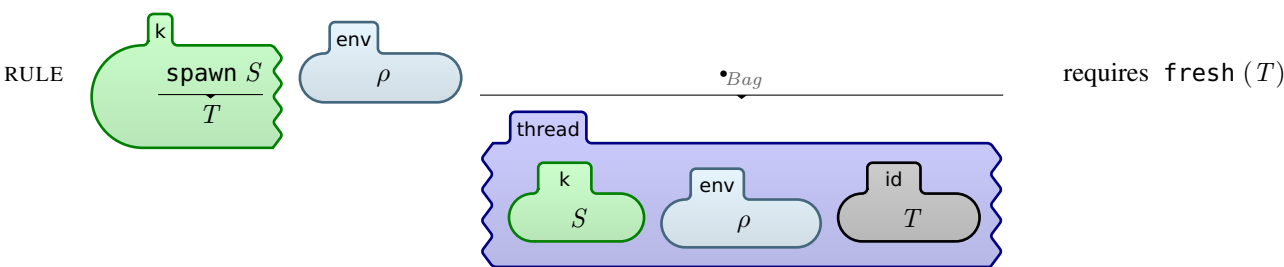 k
env
RULE spawn S ρ •Bag requires fresh (T)
T
thread
k env id
S ρ T